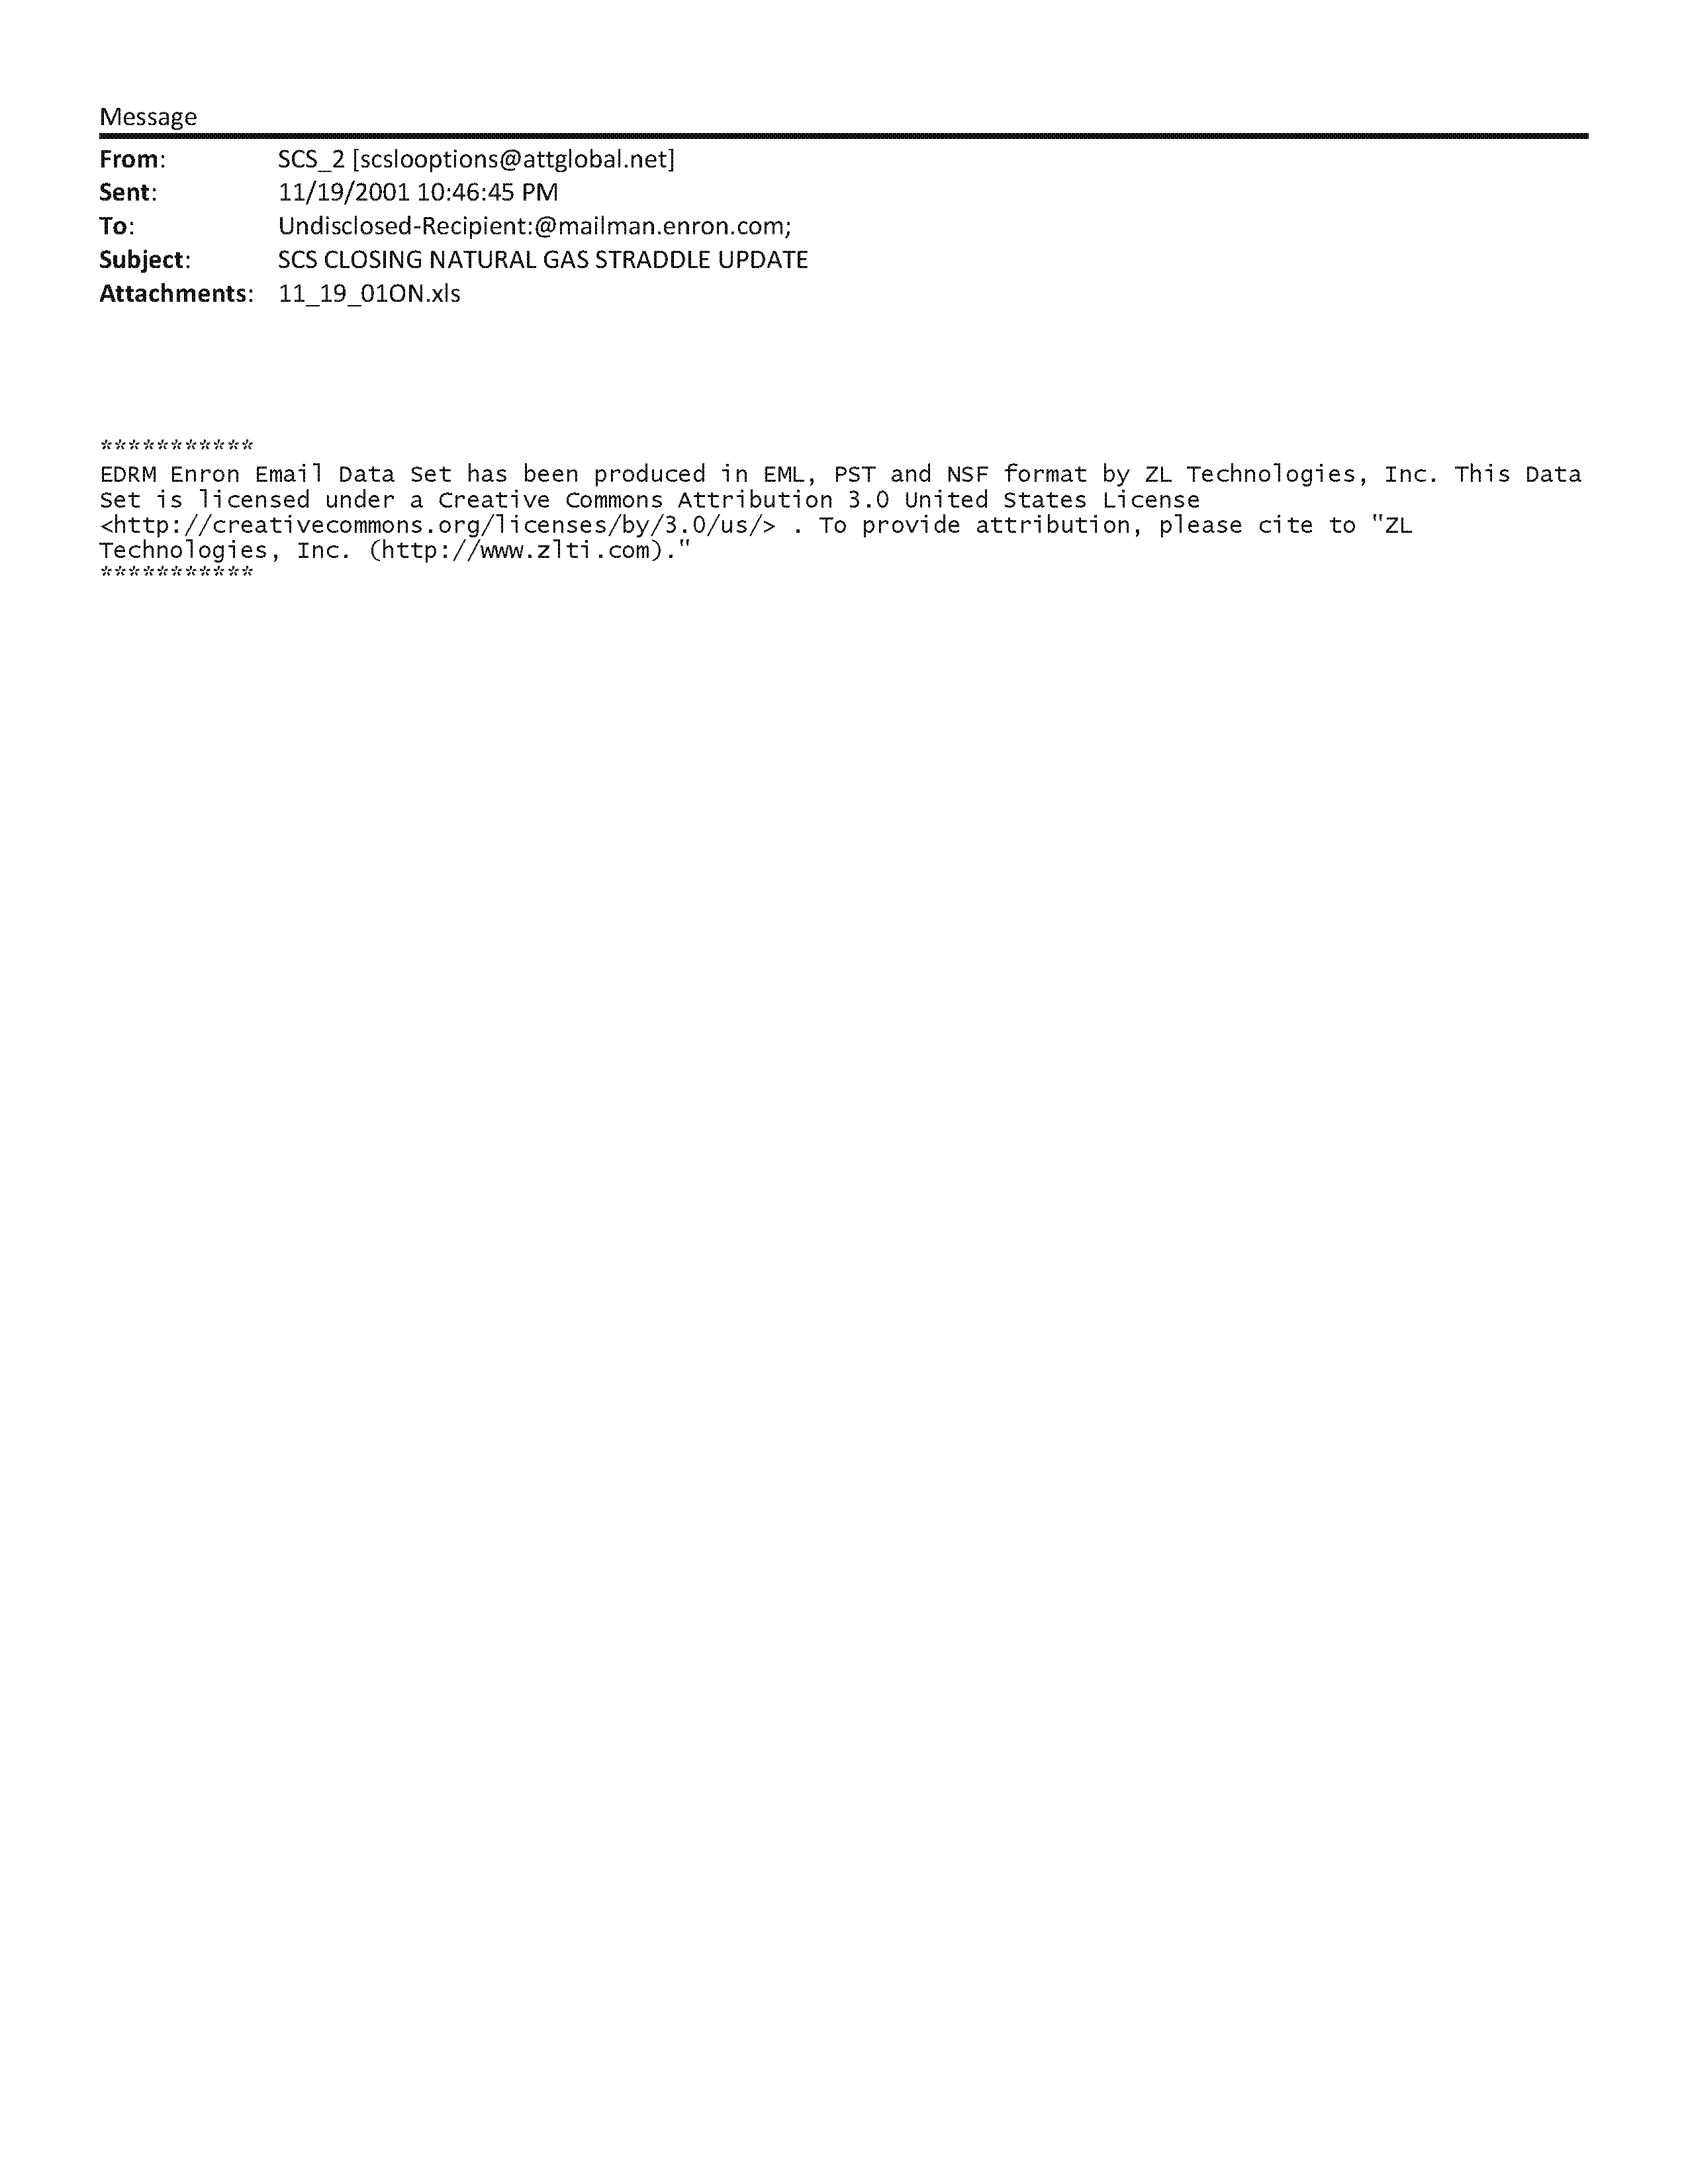 Message
From: SCS_2 [scslooptions@attglobal.net]
Sent: 11/19/2001 10:46:45 PM
To: Undisclosed-Recipient:@mailman.enron.com;
Subject: SCS CLOSING NATURAL GAS STRADDLE UPDATE
Attachments: 11_19_01ON.xls
***********
EDRM Enron Email Data Set has been produced in EML, PST and NSF format by ZL Technologies, Inc. This Data
Set is licensed under a Creative Commons Attribution 3.0 United States License
<http://creativecommons.org/licenses/by/3.0/us/> . To provide attribution, please cite to "ZL
Technologies, Inc. (http://www.zlti.com)."
***********